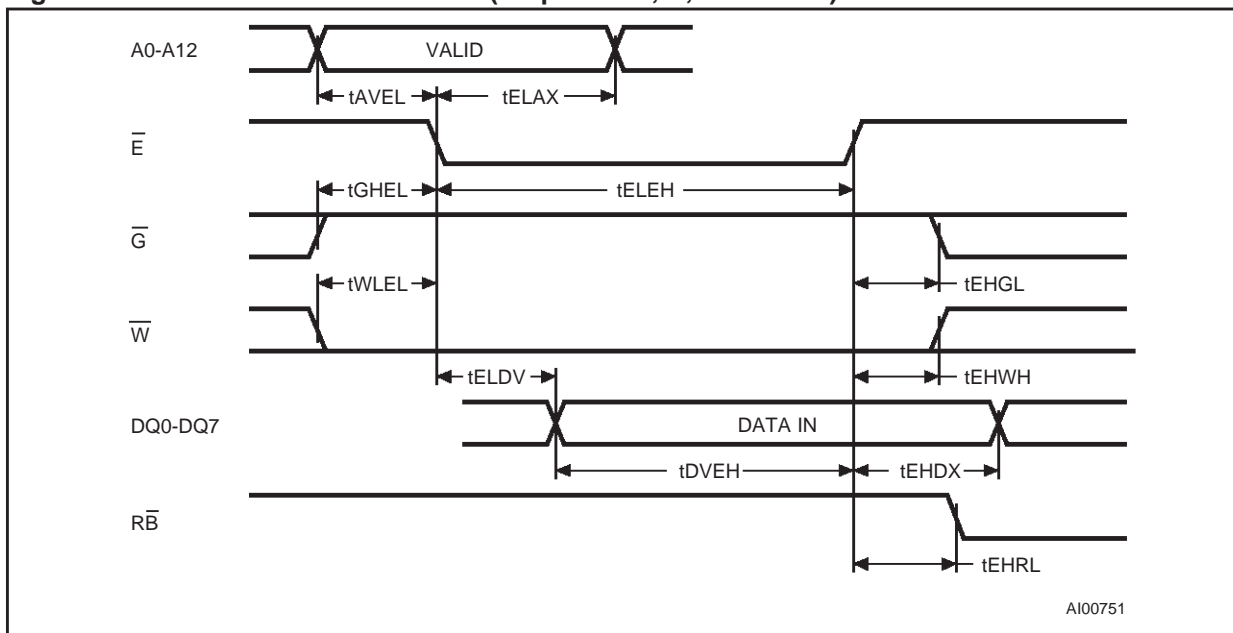 A0-A12
VALID
tAVEL
tELAX
E̅
tGHEL
tELEH
G̅
tWLEL
tEHGL
W̅
tELDV
tEHWH
DQ0-DQ7
DATA IN
tDVEH
tEHDX
RB̅
tEHRL
AI00751